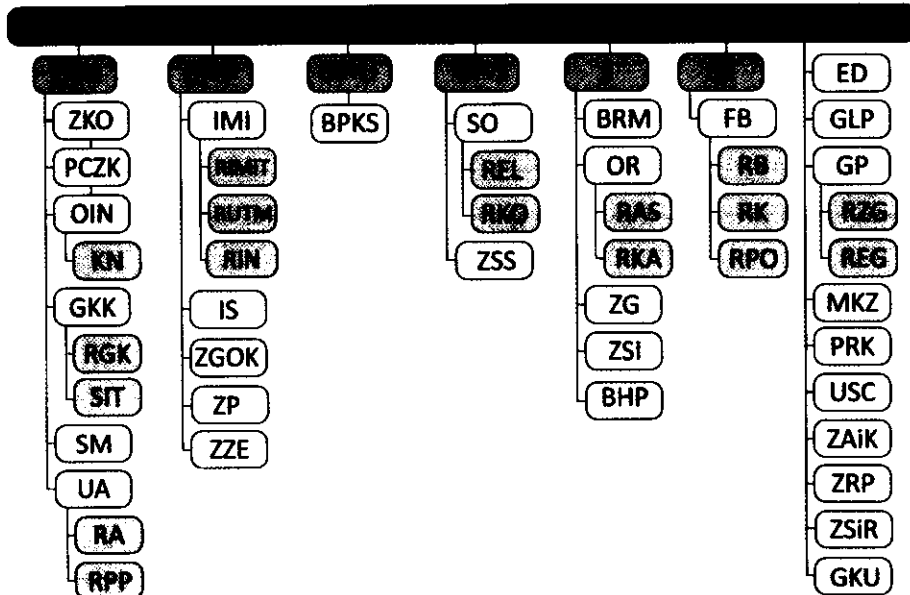 ZKO
PCZK
OIN
KN
GKK
RGK
SIT
SM
UA
RA
RPP
IMI
RIMIT
RUTM
RIN
IS
ZGOK
ZP
ZZE
BPKS
SO
REL
RKO
ZSS
BRM
OR
RAS
RKA
ZG
ZSi
BHP
FB
RB
RK
RPO
ED
GLP
GP
RZG
REG
MKZ
PRK
USC
ZAiK
ZRP
ZSiR
GKU